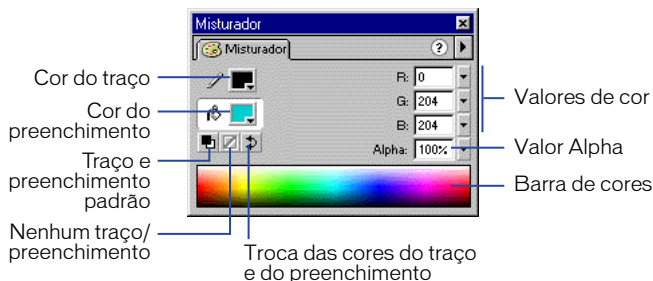 Misturador
Misturador
?
Cor do traço
R: 0
Valores de cor
Cor do
preenchimento
G: 204
B: 204
Traço e
preenchimento
padrão
Alpha: 100%
Valor Alpha
Barra de cores
Nenhum traço/
preenchimento
Troca das cores do traço
e do preenchimento